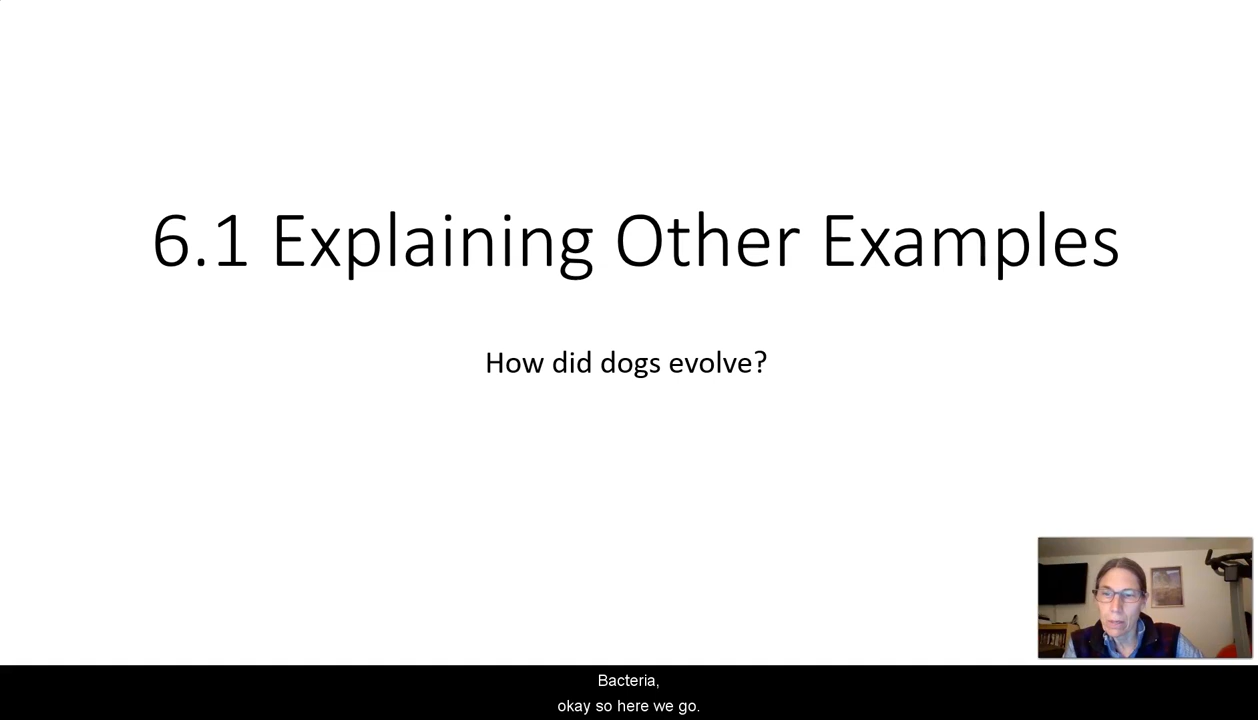 6.1 Explaining Other Examples
How did dogs evolve?
Bacteria,
okay so here we go.